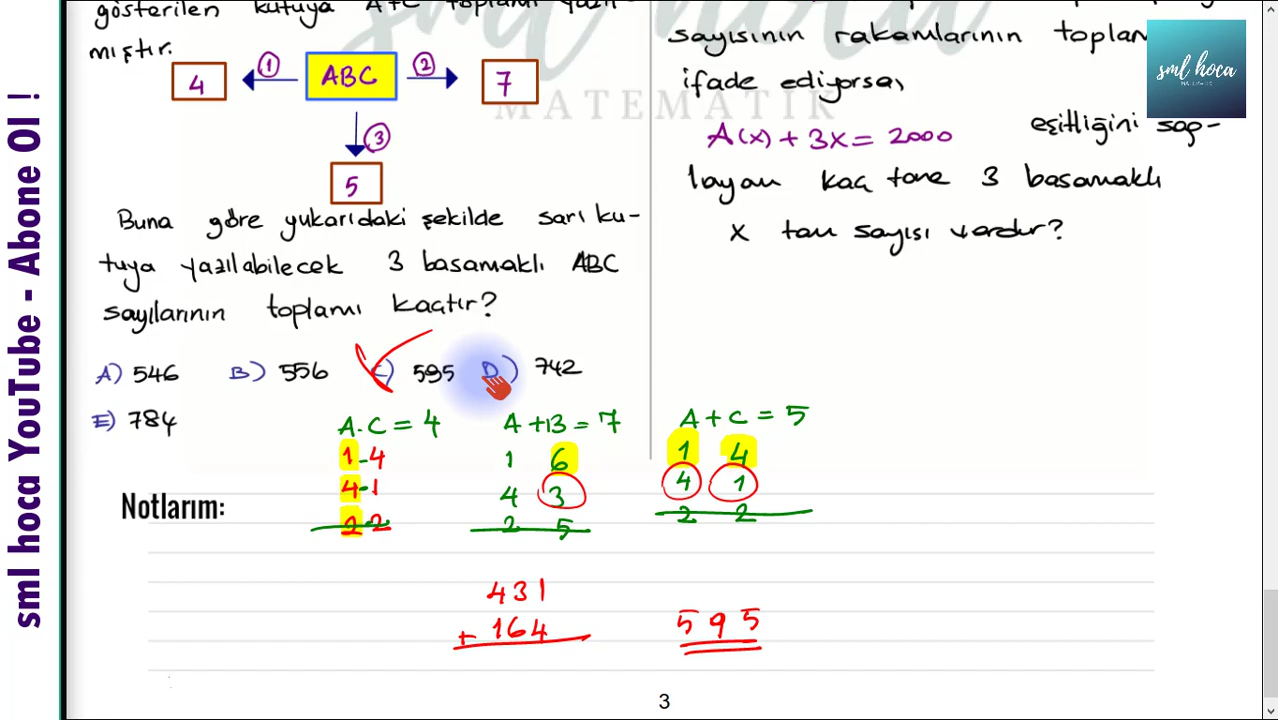 gösterilen kutuya A+C toplamı yazıl
mıştır.
4 ① ABC ② 7
③
5
Buna göre yukarıdaki şekilde sarı ku-
tuya yazılabilecek 3 basamaklı ABC
sayılarının toplamı kaçtır?
A) 546 B) 556 C) 595 D) 742
E) 784
A.C = 4 A+B = 7 A+C = 5
1-4 1 6 1 4
4-1 4 3 4 1
2-2 2 5 2 2
431
+ 164 595
sayısının rakamlarının toplam
ifade ediyorsa,
A(x) + 3x = 2000 eşitliğini sağ-
layan kaç tane 3 basamaklı
x tam sayısı vardır?
Notlarım:
3
sml hoca YouTube - Abone Ol !
sml hoca
MATEMATİK
sml hoca